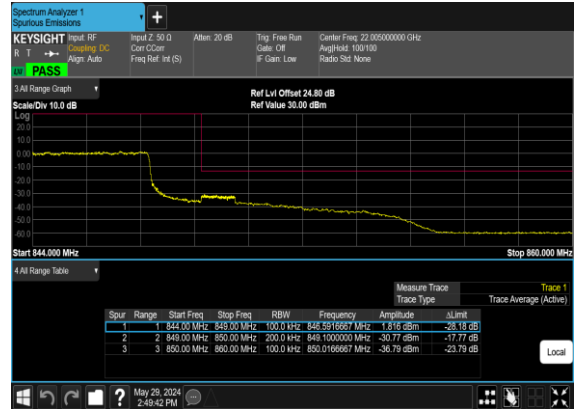 Spectrum Analyzer 1
Spurious Emissions
KEYSIGHT Input: RF Input Z: 50 Ω Atten: 20 dB Trig: Free Run Center Freq: 22.005000000 GHz
R T Coupling: DC Corr CCorr Gate: Off Avg|Hold: 100/100
Align: Auto Freq Ref: Int (S) IF Gain: Low Radio Std: None
PASS
3 All Range Graph
Ref Lvl Offset 24.80 dB
Scale/Div 10.0 dB Ref Value 30.00 dBm
Log
20.0
10.0
0.00
-10.0
-20.0
-30.0
-40.0
-50.0
-60.0
Start 844.000 MHz Stop 860.000 MHz
4 All Range Table
Measure Trace Trace 1
Trace Type Trace Average (Active)
Spur Range Start Freq Stop Freq RBW Frequency Amplitude ΔLimit
1 1 844.00 MHz 849.00 MHz 100.0 kHz 846.5916667 MHz 1.816 dBm -28.18 dB
2 2 849.00 MHz 850.00 MHz 200.0 kHz 849.1000000 MHz -30.77 dBm -17.77 dB
3 3 850.00 MHz 860.00 MHz 100.0 kHz 850.0166667 MHz -36.79 dBm -23.79 dB
Local
May 29, 2024
2:49:42 PM